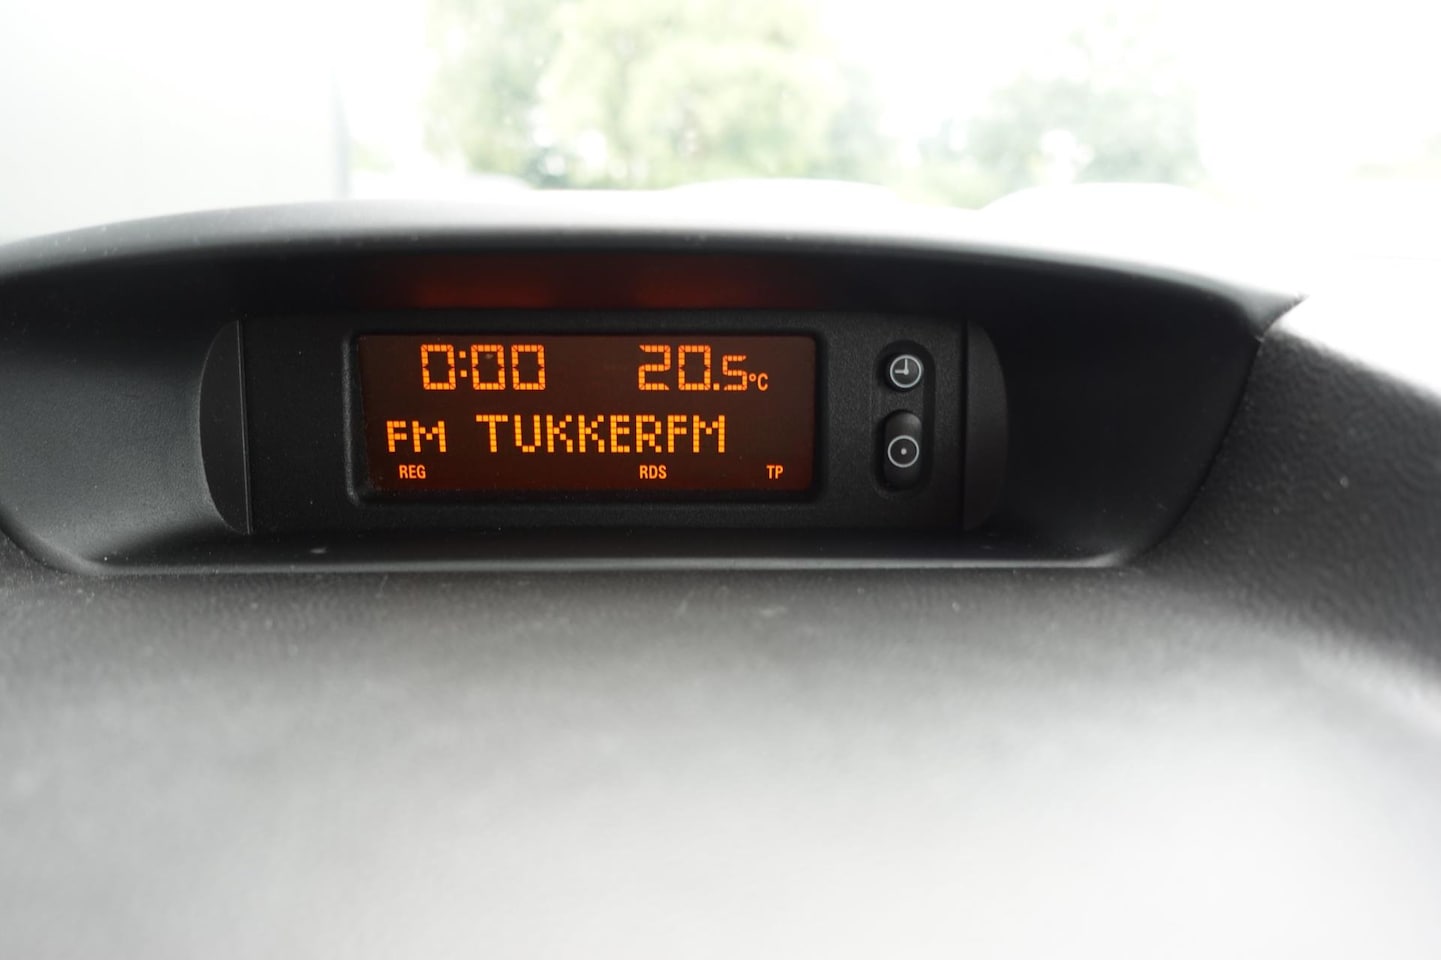 0:00 20.5°C
FM TUKKERFM
REG RDS TP